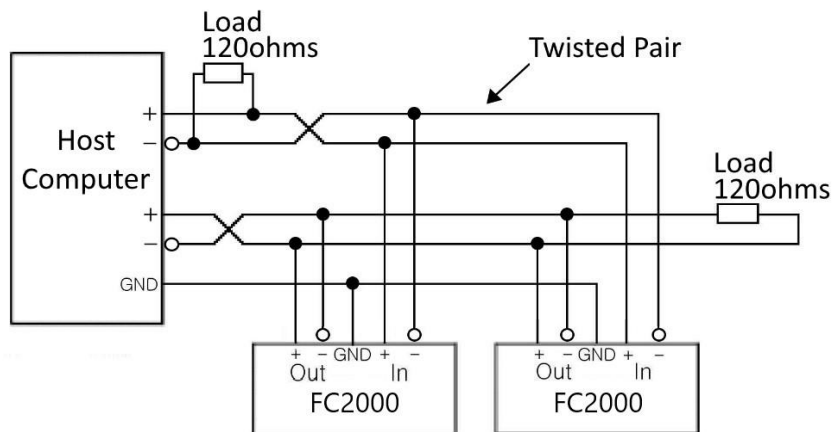 Load
120ohms
Twisted Pair
+
−
Host
Computer
Load
120ohms
+
−
GND
+ − GND + −
Out In
FC2000
+ − GND + −
Out In
FC2000